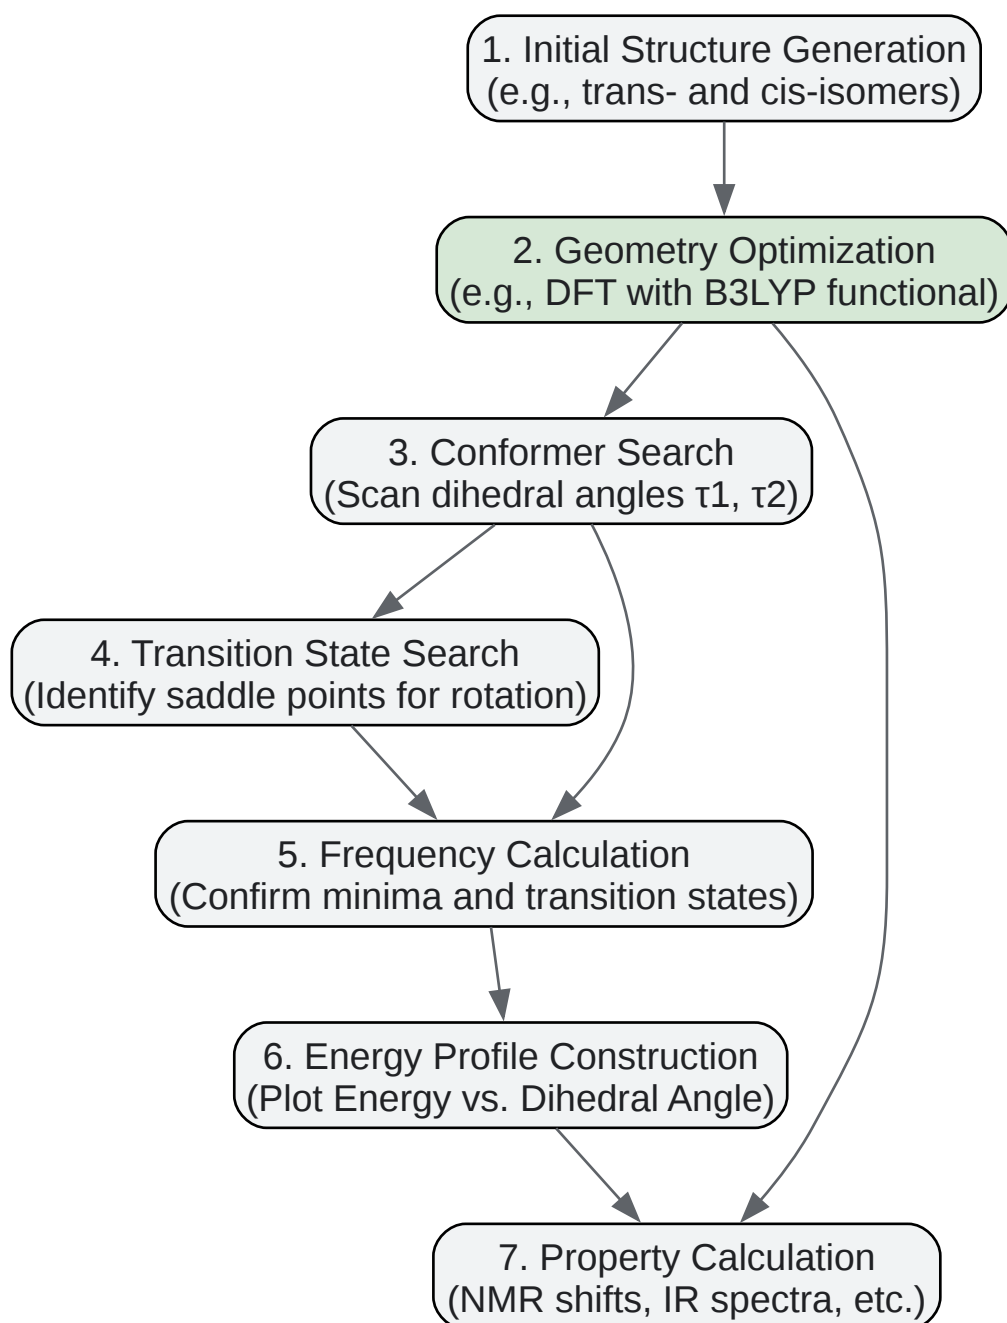 1. Initial Structure Generation
(e.g., trans- and cis-isomers)
2. Geometry Optimization
(e.g., DFT with B3LYP functional)
3. Conformer Search
(Scan dihedral angles τ1, τ2)
4. Transition State Search
(Identify saddle points for rotation)
5. Frequency Calculation
(Confirm minima and transition states)
6. Energy Profile Construction
(Plot Energy vs. Dihedral Angle)
7. Property Calculation
(NMR shifts, IR spectra, etc.)